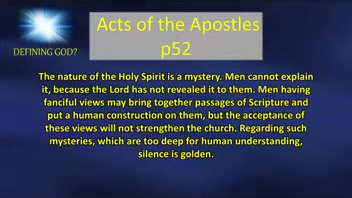 Acts of the Apostles
p52
DEFINING GOD?
The nature of the Holy Spirit is a mystery. Men cannot explain
it, because the Lord has not revealed it to them. Men having
fanciful views may bring together passages of Scripture and
put a human construction on them, but the acceptance of
these views will not strengthen the church. Regarding such
mysteries, which are too deep for human understanding,
silence is golden.